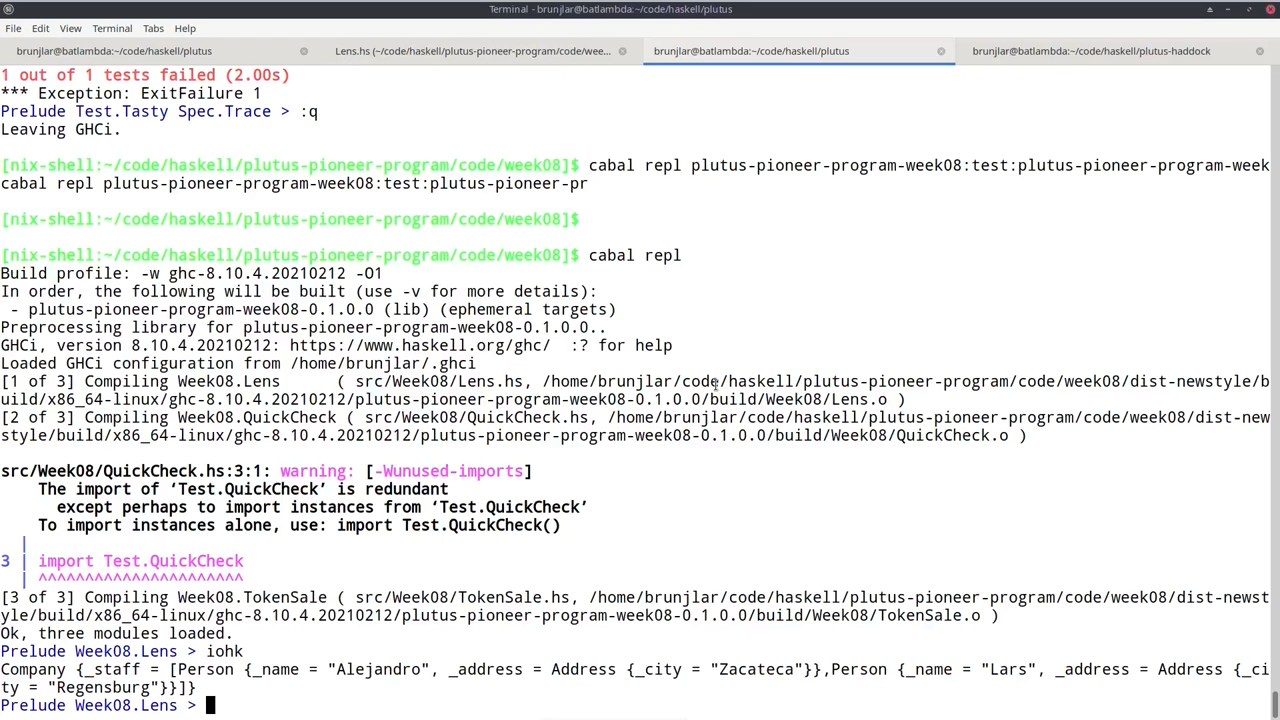 Terminal - brunjlar@batlambda:~/code/haskell/plutus
File Edit View Terminal Tabs Help
brunjlar@batlambda:~/code/haskell/plutus Lens.hs (~/code/haskell/plutus-pioneer-program/code/wee... brunjlar@batlambda:~/code/haskell/plutus brunjlar@batlambda:~/code/haskell/plutus-haddock
1 out of 1 tests failed (2.00s)
*** Exception: ExitFailure 1
Prelude Test.Tasty Spec.Trace > :q
Leaving GHCi.
[nix-shell:~/code/haskell/plutus-pioneer-program/code/week08]$ cabal repl plutus-pioneer-program-week08:test:plutus-pioneer-program-week
cabal repl plutus-pioneer-program-week08:test:plutus-pioneer-pr
[nix-shell:~/code/haskell/plutus-pioneer-program/code/week08]$
[nix-shell:~/code/haskell/plutus-pioneer-program/code/week08]$ cabal repl
Build profile: -w ghc-8.10.4.20210212 -O1
In order, the following will be built (use -v for more details):
 - plutus-pioneer-program-week08-0.1.0.0 (lib) (ephemeral targets)
Preprocessing library for plutus-pioneer-program-week08-0.1.0.0..
GHCi, version 8.10.4.20210212: https://www.haskell.org/ghc/  :? for help
Loaded GHCi configuration from /home/brunjlar/.ghci
[1 of 3] Compiling Week08.Lens      ( src/Week08/Lens.hs, /home/brunjlar/code/haskell/plutus-pioneer-program/code/week08/dist-newstyle/b
uild/x86_64-linux/ghc-8.10.4.20210212/plutus-pioneer-program-week08-0.1.0.0/build/Week08/Lens.o )
[2 of 3] Compiling Week08.QuickCheck ( src/Week08/QuickCheck.hs, /home/brunjlar/code/haskell/plutus-pioneer-program/code/week08/dist-new
style/build/x86_64-linux/ghc-8.10.4.20210212/plutus-pioneer-program-week08-0.1.0.0/build/Week08/QuickCheck.o )
src/Week08/QuickCheck.hs:3:1: warning: [-Wunused-imports]
    The import of ‘Test.QuickCheck’ is redundant
      except perhaps to import instances from ‘Test.QuickCheck’
    To import instances alone, use: import Test.QuickCheck()
  |
3 | import Test.QuickCheck
  | ^^^^^^^^^^^^^^^^^^^^^^
[3 of 3] Compiling Week08.TokenSale ( src/Week08/TokenSale.hs, /home/brunjlar/code/haskell/plutus-pioneer-program/code/week08/dist-newst
yle/build/x86_64-linux/ghc-8.10.4.20210212/plutus-pioneer-program-week08-0.1.0.0/build/Week08/TokenSale.o )
Ok, three modules loaded.
Prelude Week08.Lens > iohk
Company {_staff = [Person {_name = "Alejandro", _address = Address {_city = "Zacateca"}},Person {_name = "Lars", _address = Address {_ci
ty = "Regensburg"}}]}
Prelude Week08.Lens >